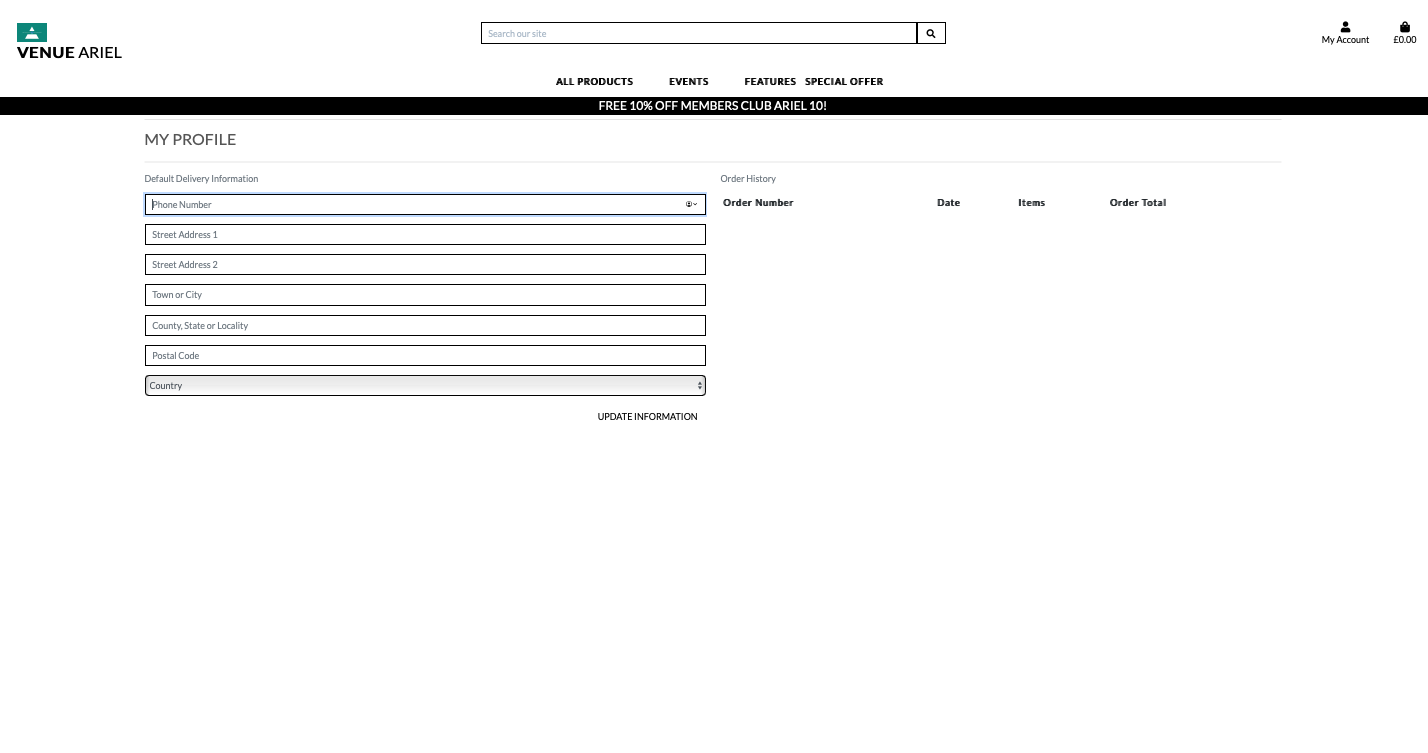 VENUE ARIEL
Search our site
My Account
£0.00
ALL PRODUCTS EVENTS FEATURES SPECIAL OFFER
FREE 10% OFF MEMBERS CLUB ARIEL 10!
MY PROFILE
Default Delivery Information
Phone Number
Street Address 1
Street Address 2
Town or City
County, State or Locality
Postal Code
Country
UPDATE INFORMATION
Order History
Order Number Date Items Order Total